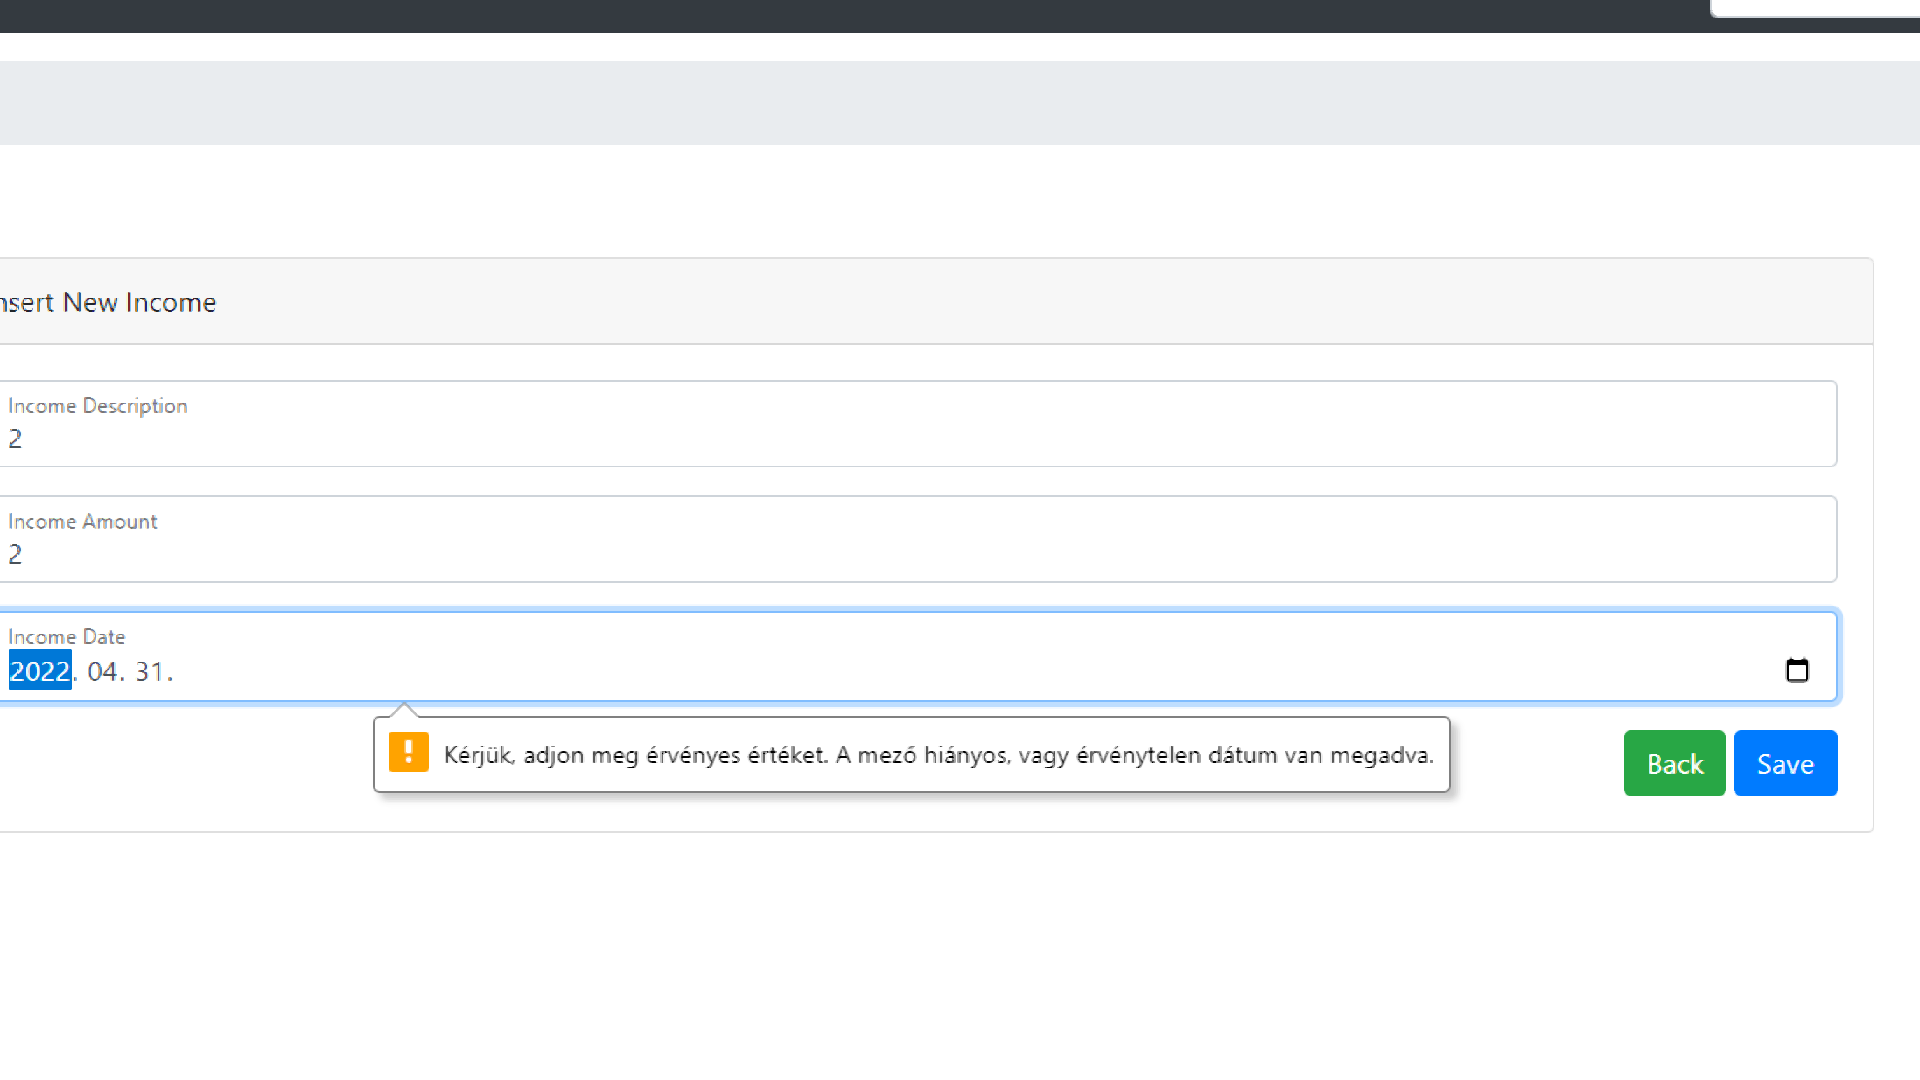 nsert New Income
Income Description
2
Income Amount
2
Income Date
2022. 04. 31.
Kérjük, adjon meg érvényes értéket. A mező hiányos, vagy érvénytelen dátum van megadva.
Back
Save